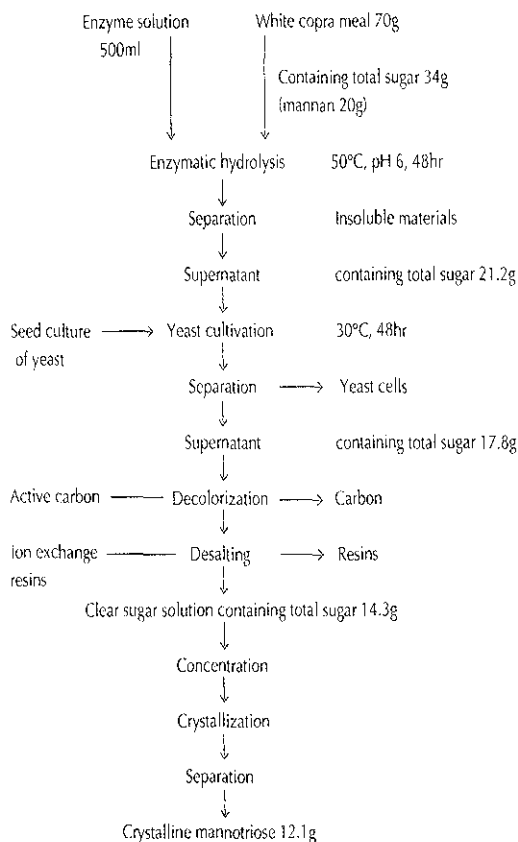 Enzyme solution
500ml
White copra meal 70g
Containing total sugar 34g
(mannan 20g)
Enzymatic hydrolysis
50°C, pH 6, 48hr
Separation
Insoluble materials
Supernatant
containing total sugar 21.2g
Seed culture
of yeast
Yeast cultivation
30°C, 48hr
Separation
Yeast cells
Supernatant
containing total sugar 17.8g
Active carbon
Decolorization
Carbon
Ion exchange
resins
Desalting
Resins
Clear sugar solution containing total sugar 14.3g
Concentration
Crystallization
Separation
Crystalline mannotriose 12.1g